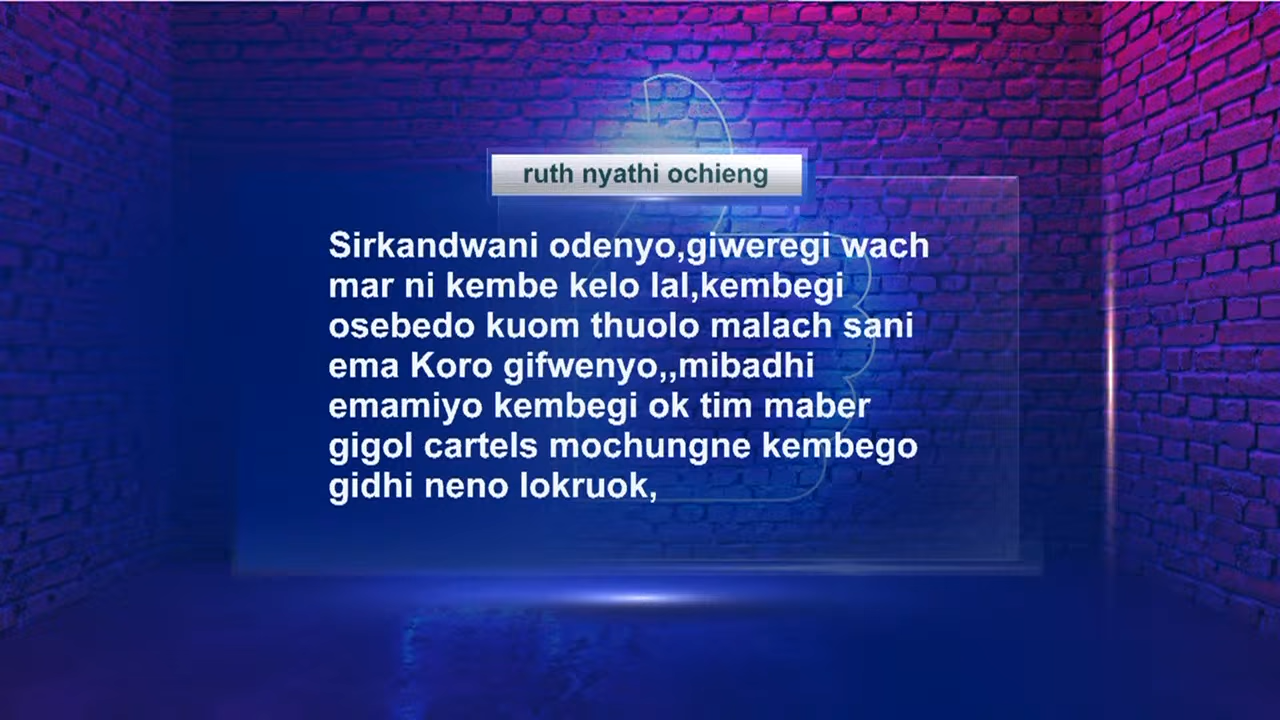 ruth nyathi ochieng
Sirkandwani odenyo,giweregi wach
mar ni kembe kelo lal,kembegi
osebedo kuom thuolo malach sani
ema Koro gifwenyo,,mibadhi
emamiyo kembegi ok tim maber
gigol cartels mochungne kembego
gidhi neno lokruok,